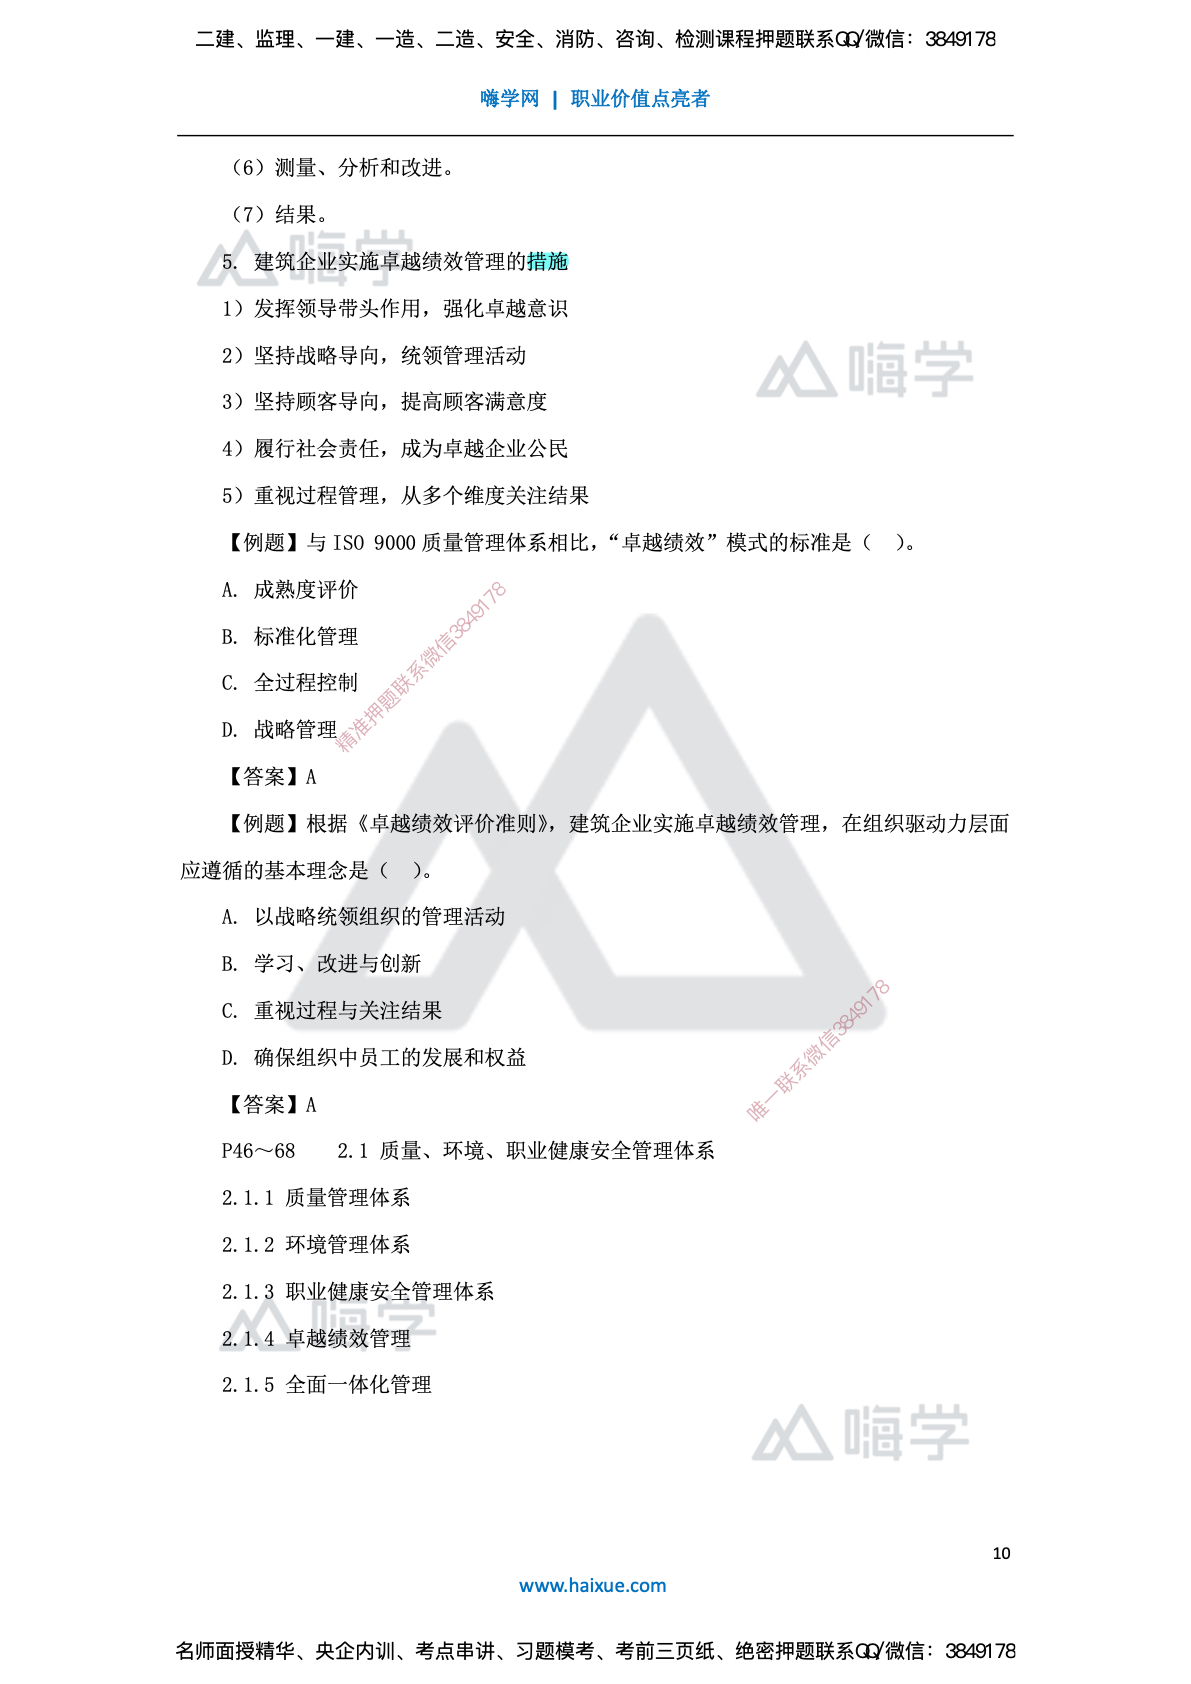 二建、监理、一建、一造、二造、安全、消防、咨询、检测课程押题联系QQ/微信：3849178
嗨学网 | 职业价值点亮者
（6）测量、分析和改进。
（7）结果。
嗨学
5. 建筑企业实施卓越绩效管理的措施
1）发挥领导带头作用，强化卓越意识
2）坚持战略导向，统领管理活动
嗨学
3）坚持顾客导向，提高顾客满意度
4）履行社会责任，成为卓越企业公民
5）重视过程管理，从多个维度关注结果
【例题】与 ISO 9000 质量管理体系相比，“卓越绩效”模式的标准是（ ）。
A. 成熟度评价
B. 标准化管理
C. 全过程控制
D. 战略管理
精准押题联系微信3849178
【答案】A
【例题】根据《卓越绩效评价准则》，建筑企业实施卓越绩效管理，在组织驱动力层面
应遵循的基本理念是（ ）。
A. 以战略统领组织的管理活动
B. 学习、改进与创新
C. 重视过程与关注结果
D. 确保组织中员工的发展和权益
唯一联系微信3849178
【答案】A
P46～68 2.1 质量、环境、职业健康安全管理体系
2.1.1 质量管理体系
2.1.2 环境管理体系
2.1.3 职业健康安全管理体系
嗨学
2.1.4 卓越绩效管理
2.1.5 全面一体化管理
嗨学
10
www.haixue.com
名师面授精华、央企内训、考点串讲、习题模考、考前三页纸、绝密押题联系QQ/微信：3849178